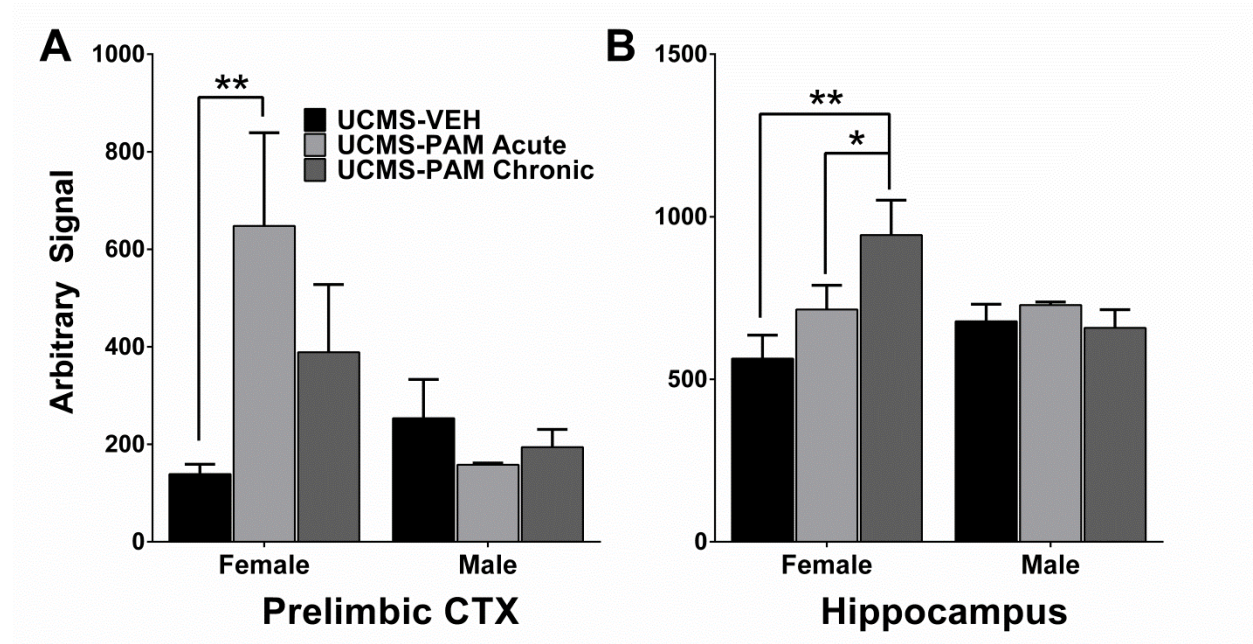 A
B
1000
800
600
400
200
0
Arbitrary Signal
**
UCMS-VEH
UCMS-PAM Acute
UCMS-PAM Chronic
Female
Male
Prelimbic CTX
1500
1000
500
0
**
*
Female
Male
Hippocampus